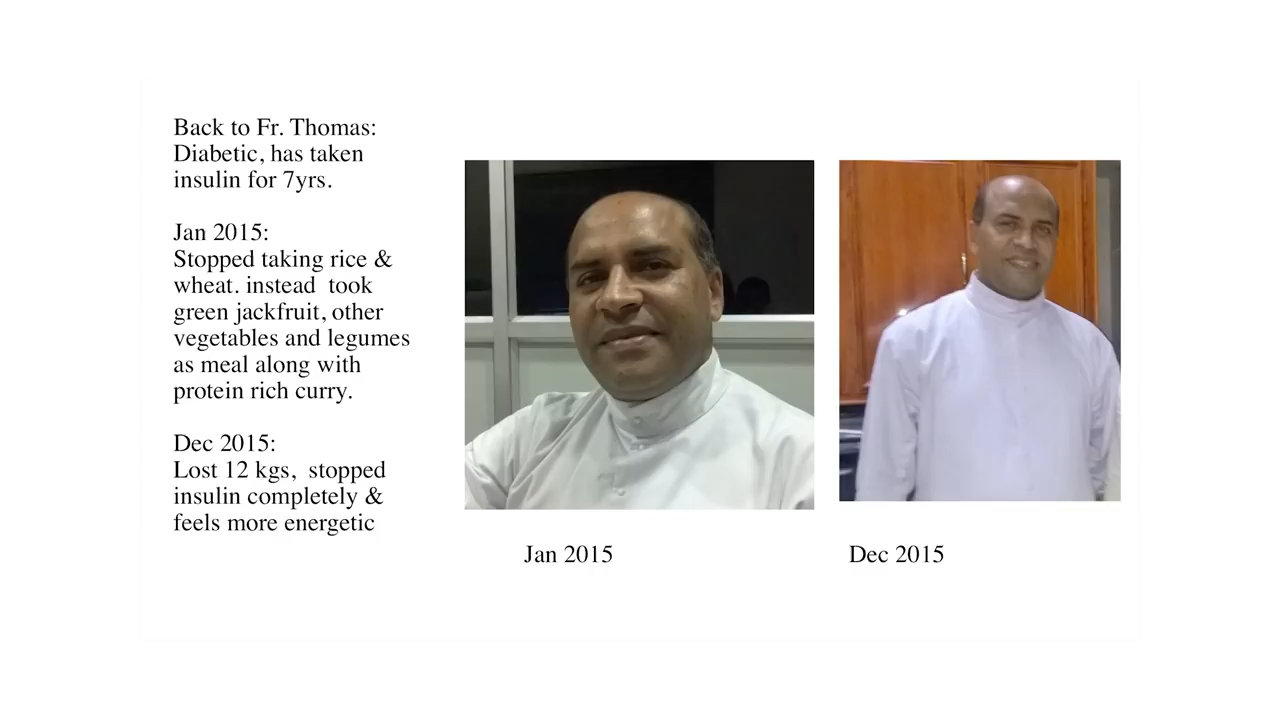 Back to Fr. Thomas:
Diabetic, has taken
insulin for 7yrs.
Jan 2015:
Stopped taking rice &
wheat. instead  took
green jackfruit, other
vegetables and legumes
as meal along with
protein rich curry.
Dec 2015:
Lost 12 kgs,  stopped
insulin completely &
feels more energetic
Jan 2015
Dec 2015